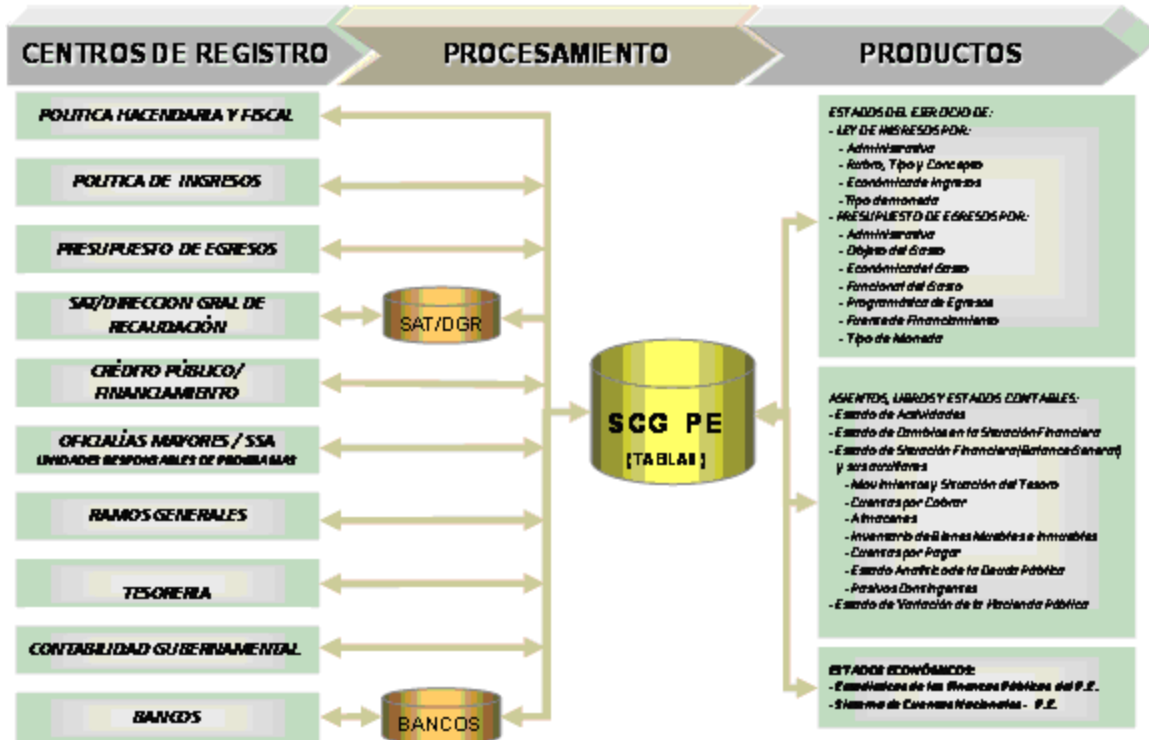 CENTROS DE REGISTRO
PROCESAMIENTO
PRODUCTOS
POLITICA HACENDARIA Y FISCAL
POLITICA DE INGRESOS
PRESUPUESTO DE EGRESOS
SAT/DIRECCION GRAL DE
RECAUDACIÓN
CRÉDITO PÚBLICO/
FINANCIAMIENTO
OFICIALÍAS MAYORES / SSA
UNIDADES RESPONSABLES DE PROGRAMAS
RAMOS GENERALES
TESORERIA
CONTABILIDAD GUBERNAMENTAL
BANCOS
SAT/DGR
BANCOS
SCG PE
(TABLAS)
ESTADOS DEL EJERCICIO DE:
- LEY DE INGRESOS POR:
- Administrativa
- Rubro, Tipo y Concepto
- Económica de Ingresos
- Tipo de moneda
- PRESUPUESTO DE EGRESOS POR:
- Administrativa
- Objeto del Gasto
- Económica del Gasto
- Funcional del Gasto
- Programática de Egresos
- Fuente de Financiamiento
- Tipo de Moneda
ASIENTOS, LIBROS Y ESTADOS CONTABLES:
- Estado de Actividades
- Estado de Cambios en la Situación Financiera
- Estado de Situación Financiera (Balance General)
y sus auxiliares
- Movimientos y Situación del Tesoro
- Cuentas por Cobrar
- Almacenes
- Inventario de Bienes Muebles e Inmuebles
- Cuentas por Pagar
- Estado Analítico de la Deuda Pública
- Pasivos Contingentes
- Estado de Variación de la Hacienda Pública
ESTADOS ECONÓMICOS:
- Estadísticas de las Finanzas Públicas del P.E.
- Sistema de Cuentas Nacionales - P.E.